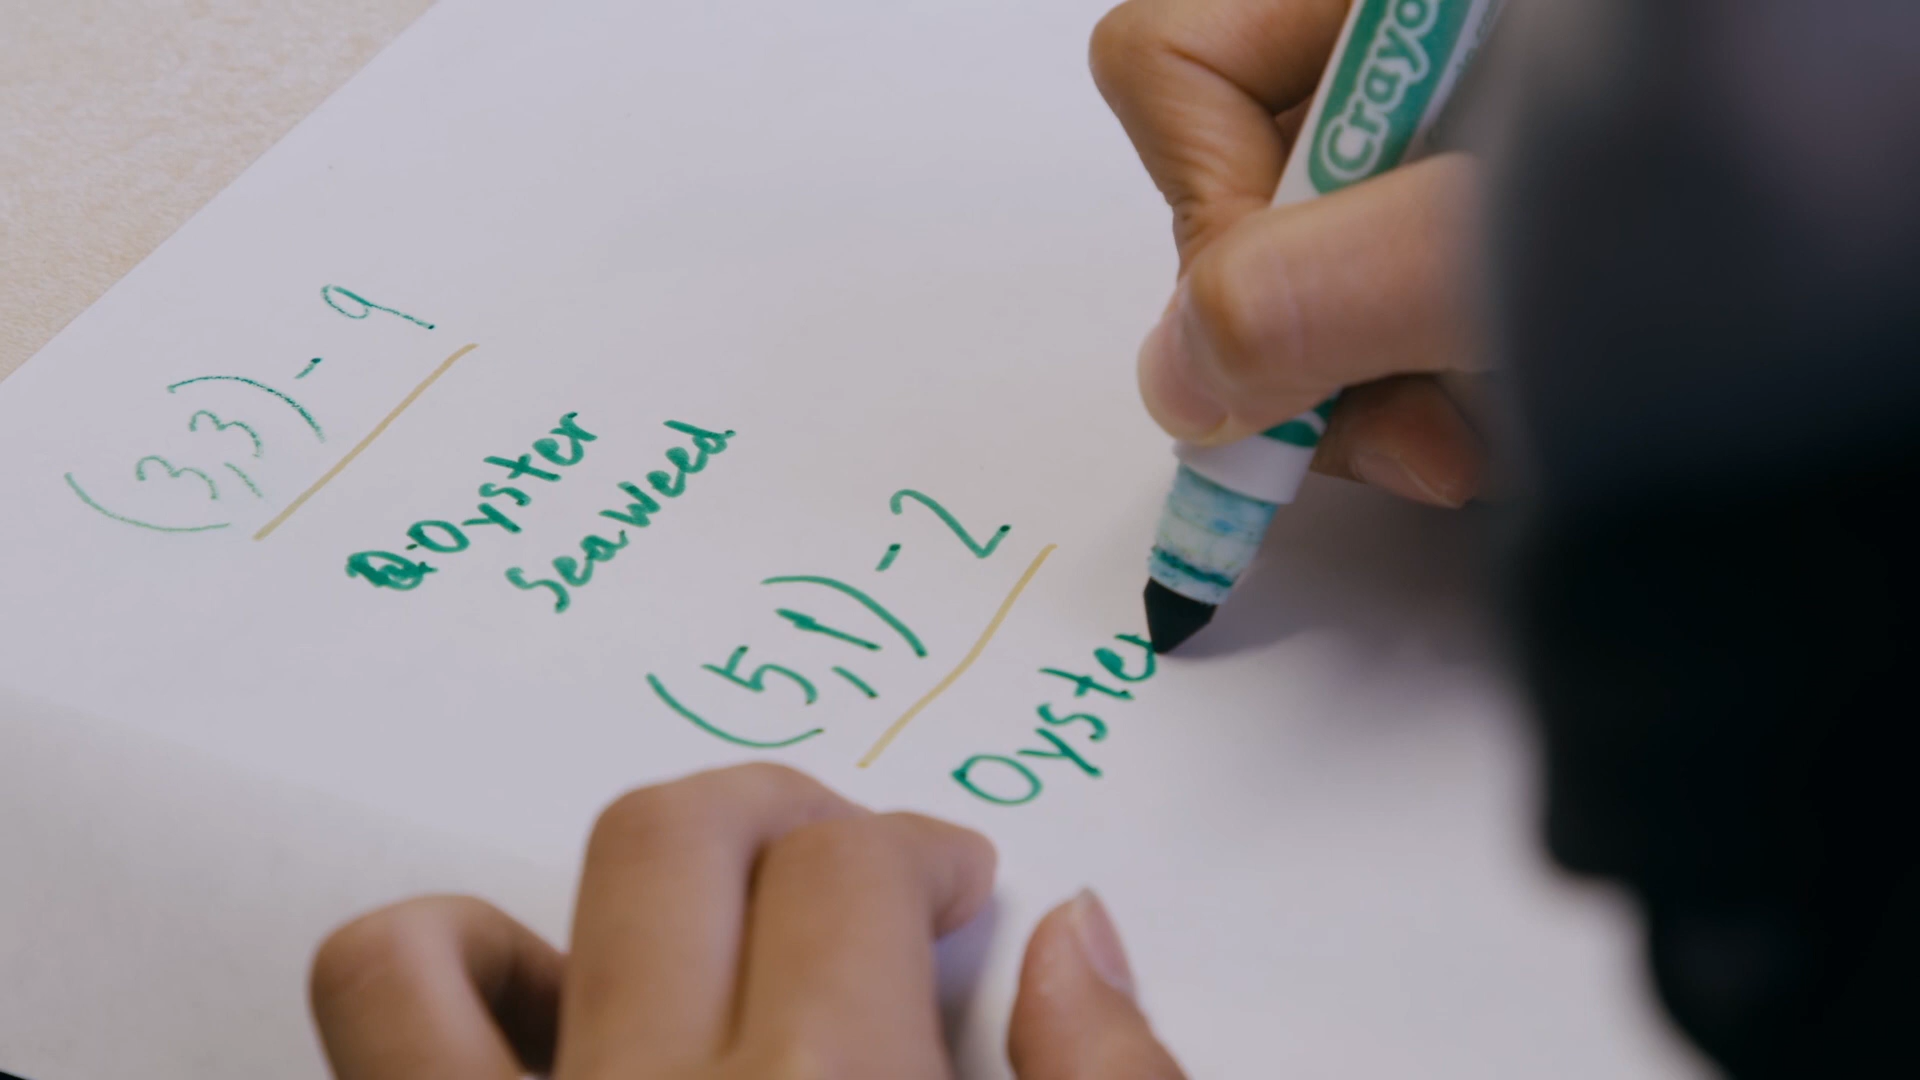 (3,3) - 9
Oyster
Seaweed
(5,1) - 2
Oyster
Crayo